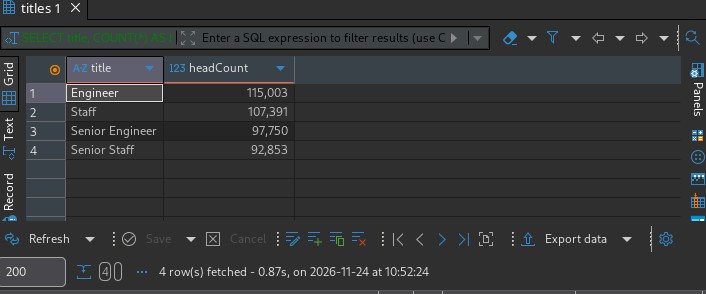 titles 1
Enter a SQL expression to filter results (use C
Grid
Text
Record
Panels
A-Z title
123 headCount
1 Engineer 115,003
2 Staff 107,391
3 Senior Engineer 97,750
4 Senior Staff 92,853
Refresh
Save
Cancel
Export data
200
4
4 row(s) fetched - 0.87s, on 2026-11-24 at 10:52:24